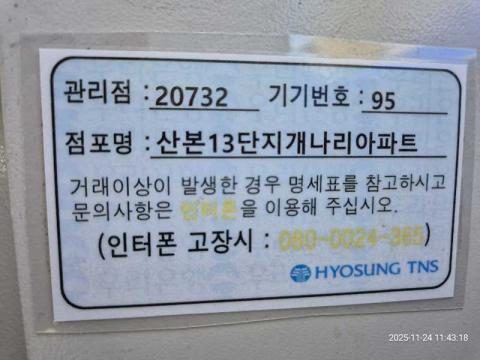 관리점 : 20732 기기번호 : 95
점포명 : 산본13단지개나리아파트
거래이상이 발생한 경우 명세표를 참고하시고
문의사항은 인터폰을 이용해 주십시오.
(인터폰 고장시 : 080-0024-365)
HYOSUNG TNS
2025-11-24 11:43:18